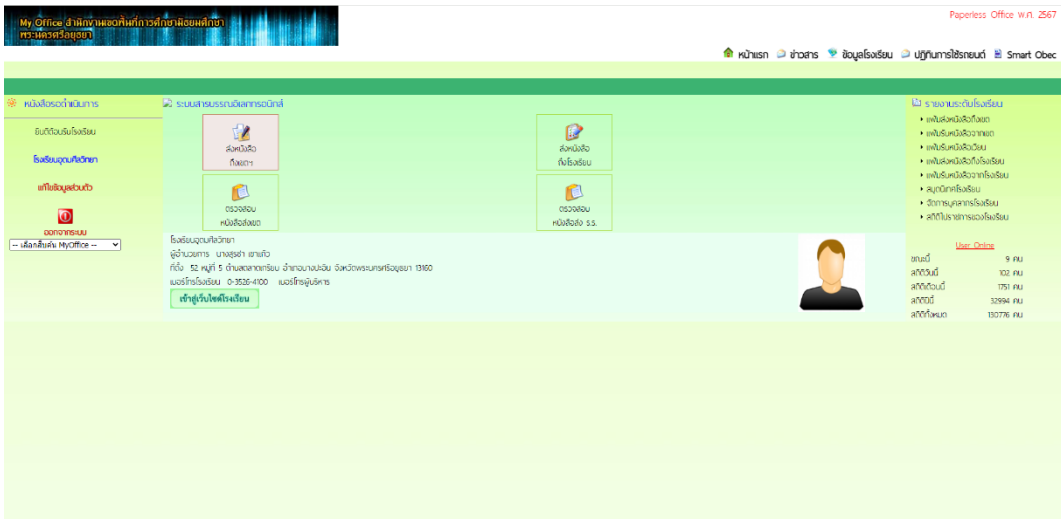 My Office สำนักงานเขตพื้นที่การศึกษามัธยมศึกษา
พระนครศรีอยุธยา
Paperless Office พ.ศ. 2567
หน้าแรก ข่าวสาร ข้อมูลโรงเรียน ปฏิทินการใช้รถยนต์ Smart Obec
หนังสือรอดำเนินการ
ยินดีต้อนรับโรงเรียน
โรงเรียนอุดมศีลวิทยา
แก้ไขข้อมูลส่วนตัว
ออกจากระบบ
-- เลือกสืบค้น MyOffice --
ระบบสารบรรณอิเลกทรอนิกส์
ส่งหนังสือ
ถึงเขตฯ
ส่งหนังสือ
ถึงโรงเรียน
ตรวจสอบ
หนังสือส่งเขต
ตรวจสอบ
หนังสือส่ง ร.ร.
โรงเรียนอุดมศีลวิทยา
ผู้อำนวยการ นางสุรชา เขาแก้ว
ที่ตั้ง 52 หมู่ที่ 5 ตำบลตลาดเกรียบ อำเภอบางปะอิน จังหวัดพระนครศรีอยุธยา 13160
เบอร์โทรโรงเรียน 0-3526-4100 เบอร์โทรผู้บริหาร
เข้าสู่เว็บไซต์โรงเรียน
รายงานระดับโรงเรียน
แฟ้มส่งหนังสือถึงเขต
แฟ้มรับหนังสือจากเขต
แฟ้มรับหนังสือเวียน
แฟ้มส่งหนังสือถึงโรงเรียน
แฟ้มรับหนังสือจากโรงเรียน
สมุดนิเทศโรงเรียน
จัดการบุคลากรโรงเรียน
สถิติไปราชการของโรงเรียน
User Online
ขณะนี้ 9 คน
สถิติวันนี้ 102 คน
สถิติเดือนนี้ 1751 คน
สถิติปีนี้ 32994 คน
สถิติทั้งหมด 130776 คน